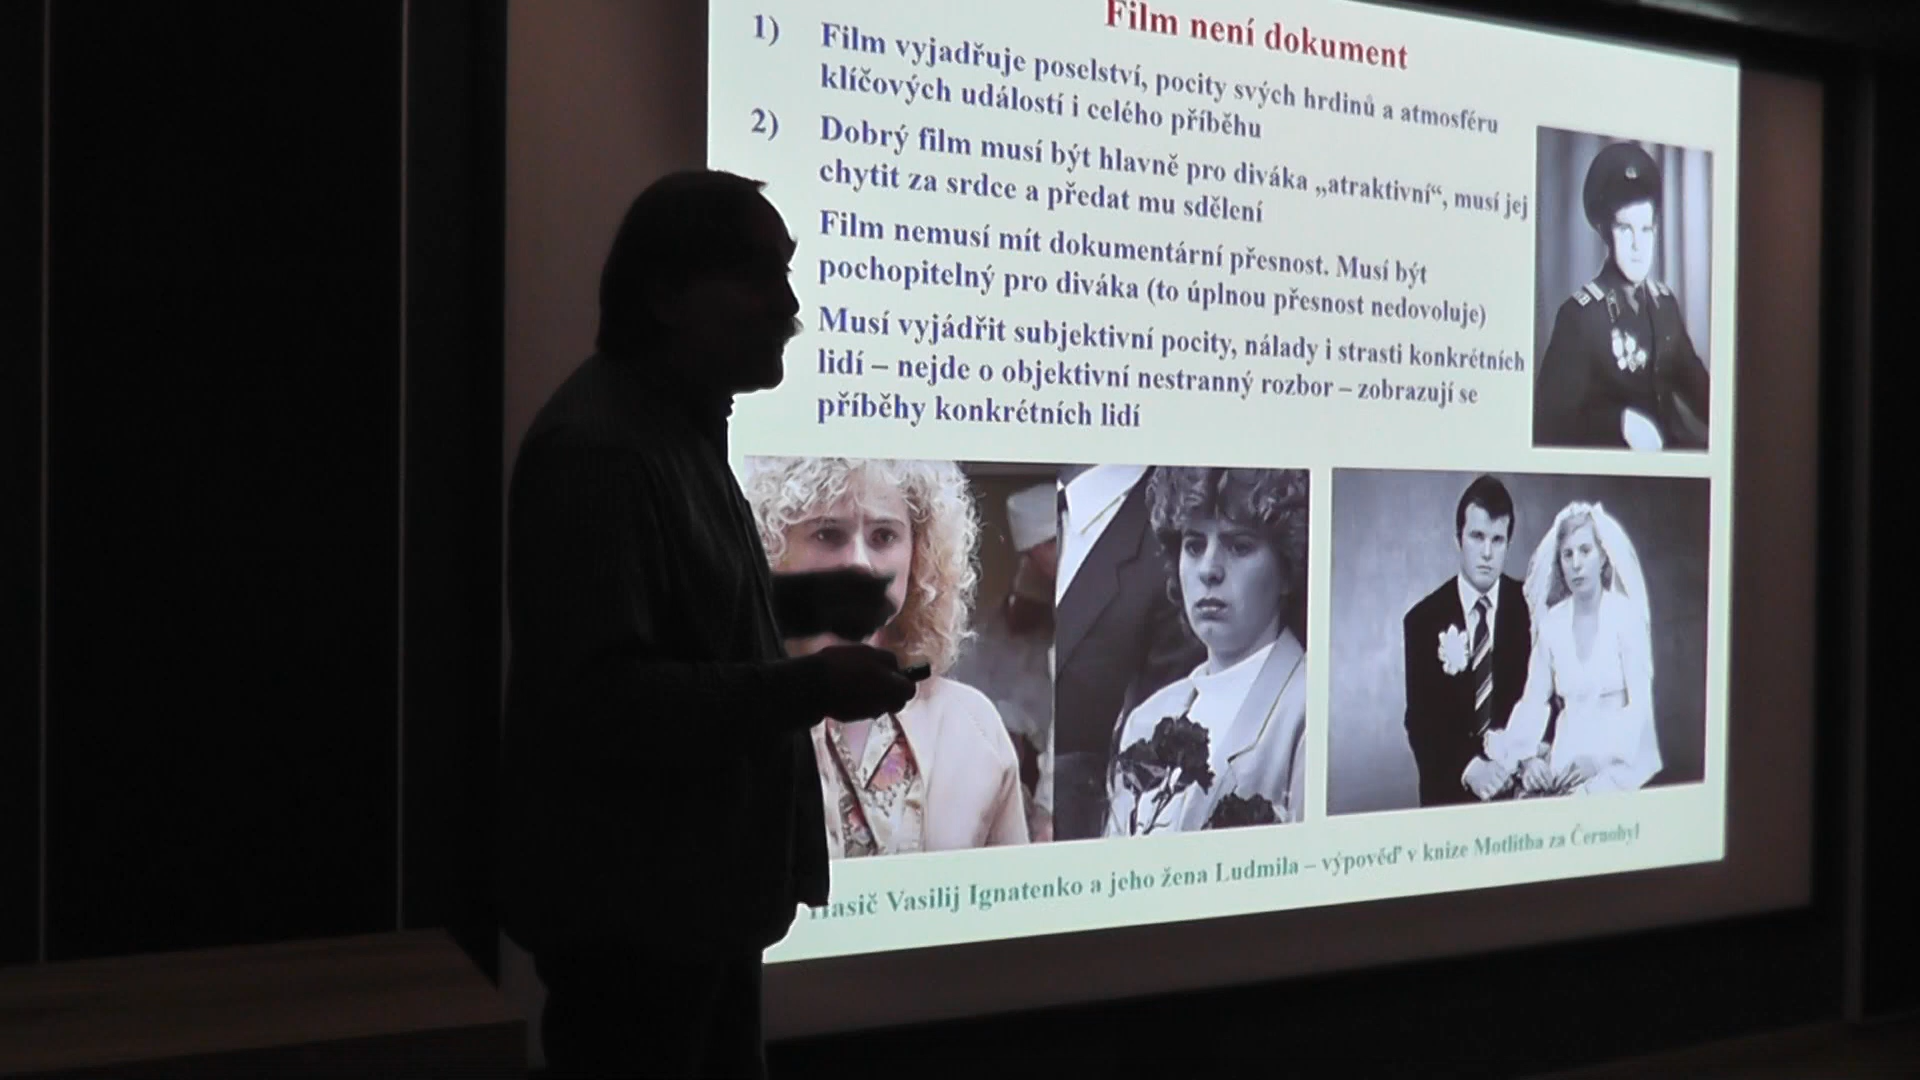 Film není dokument
1) Film vyjadřuje poselství, pocity svých hrdinů a atmosféru
klíčových událostí i celého příběhu
2) Dobrý film musí být hlavně pro diváka „atraktivní“, musí jej
chytit za srdce a předat mu sdělení
Film nemusí mít dokumentární přesnost. Musí být
pochopitelný pro diváka (to úplnou přesnost nedovoluje)
Musí vyjádřit subjektivní pocity, nálady i strasti konkrétních
lidí – nejde o objektivní nestranný rozbor – zobrazují se
příběhy konkrétních lidí
Hasič Vasilij Ignatenko a jeho žena Ludmila – výpověď v knize Motlitba za Černobyl